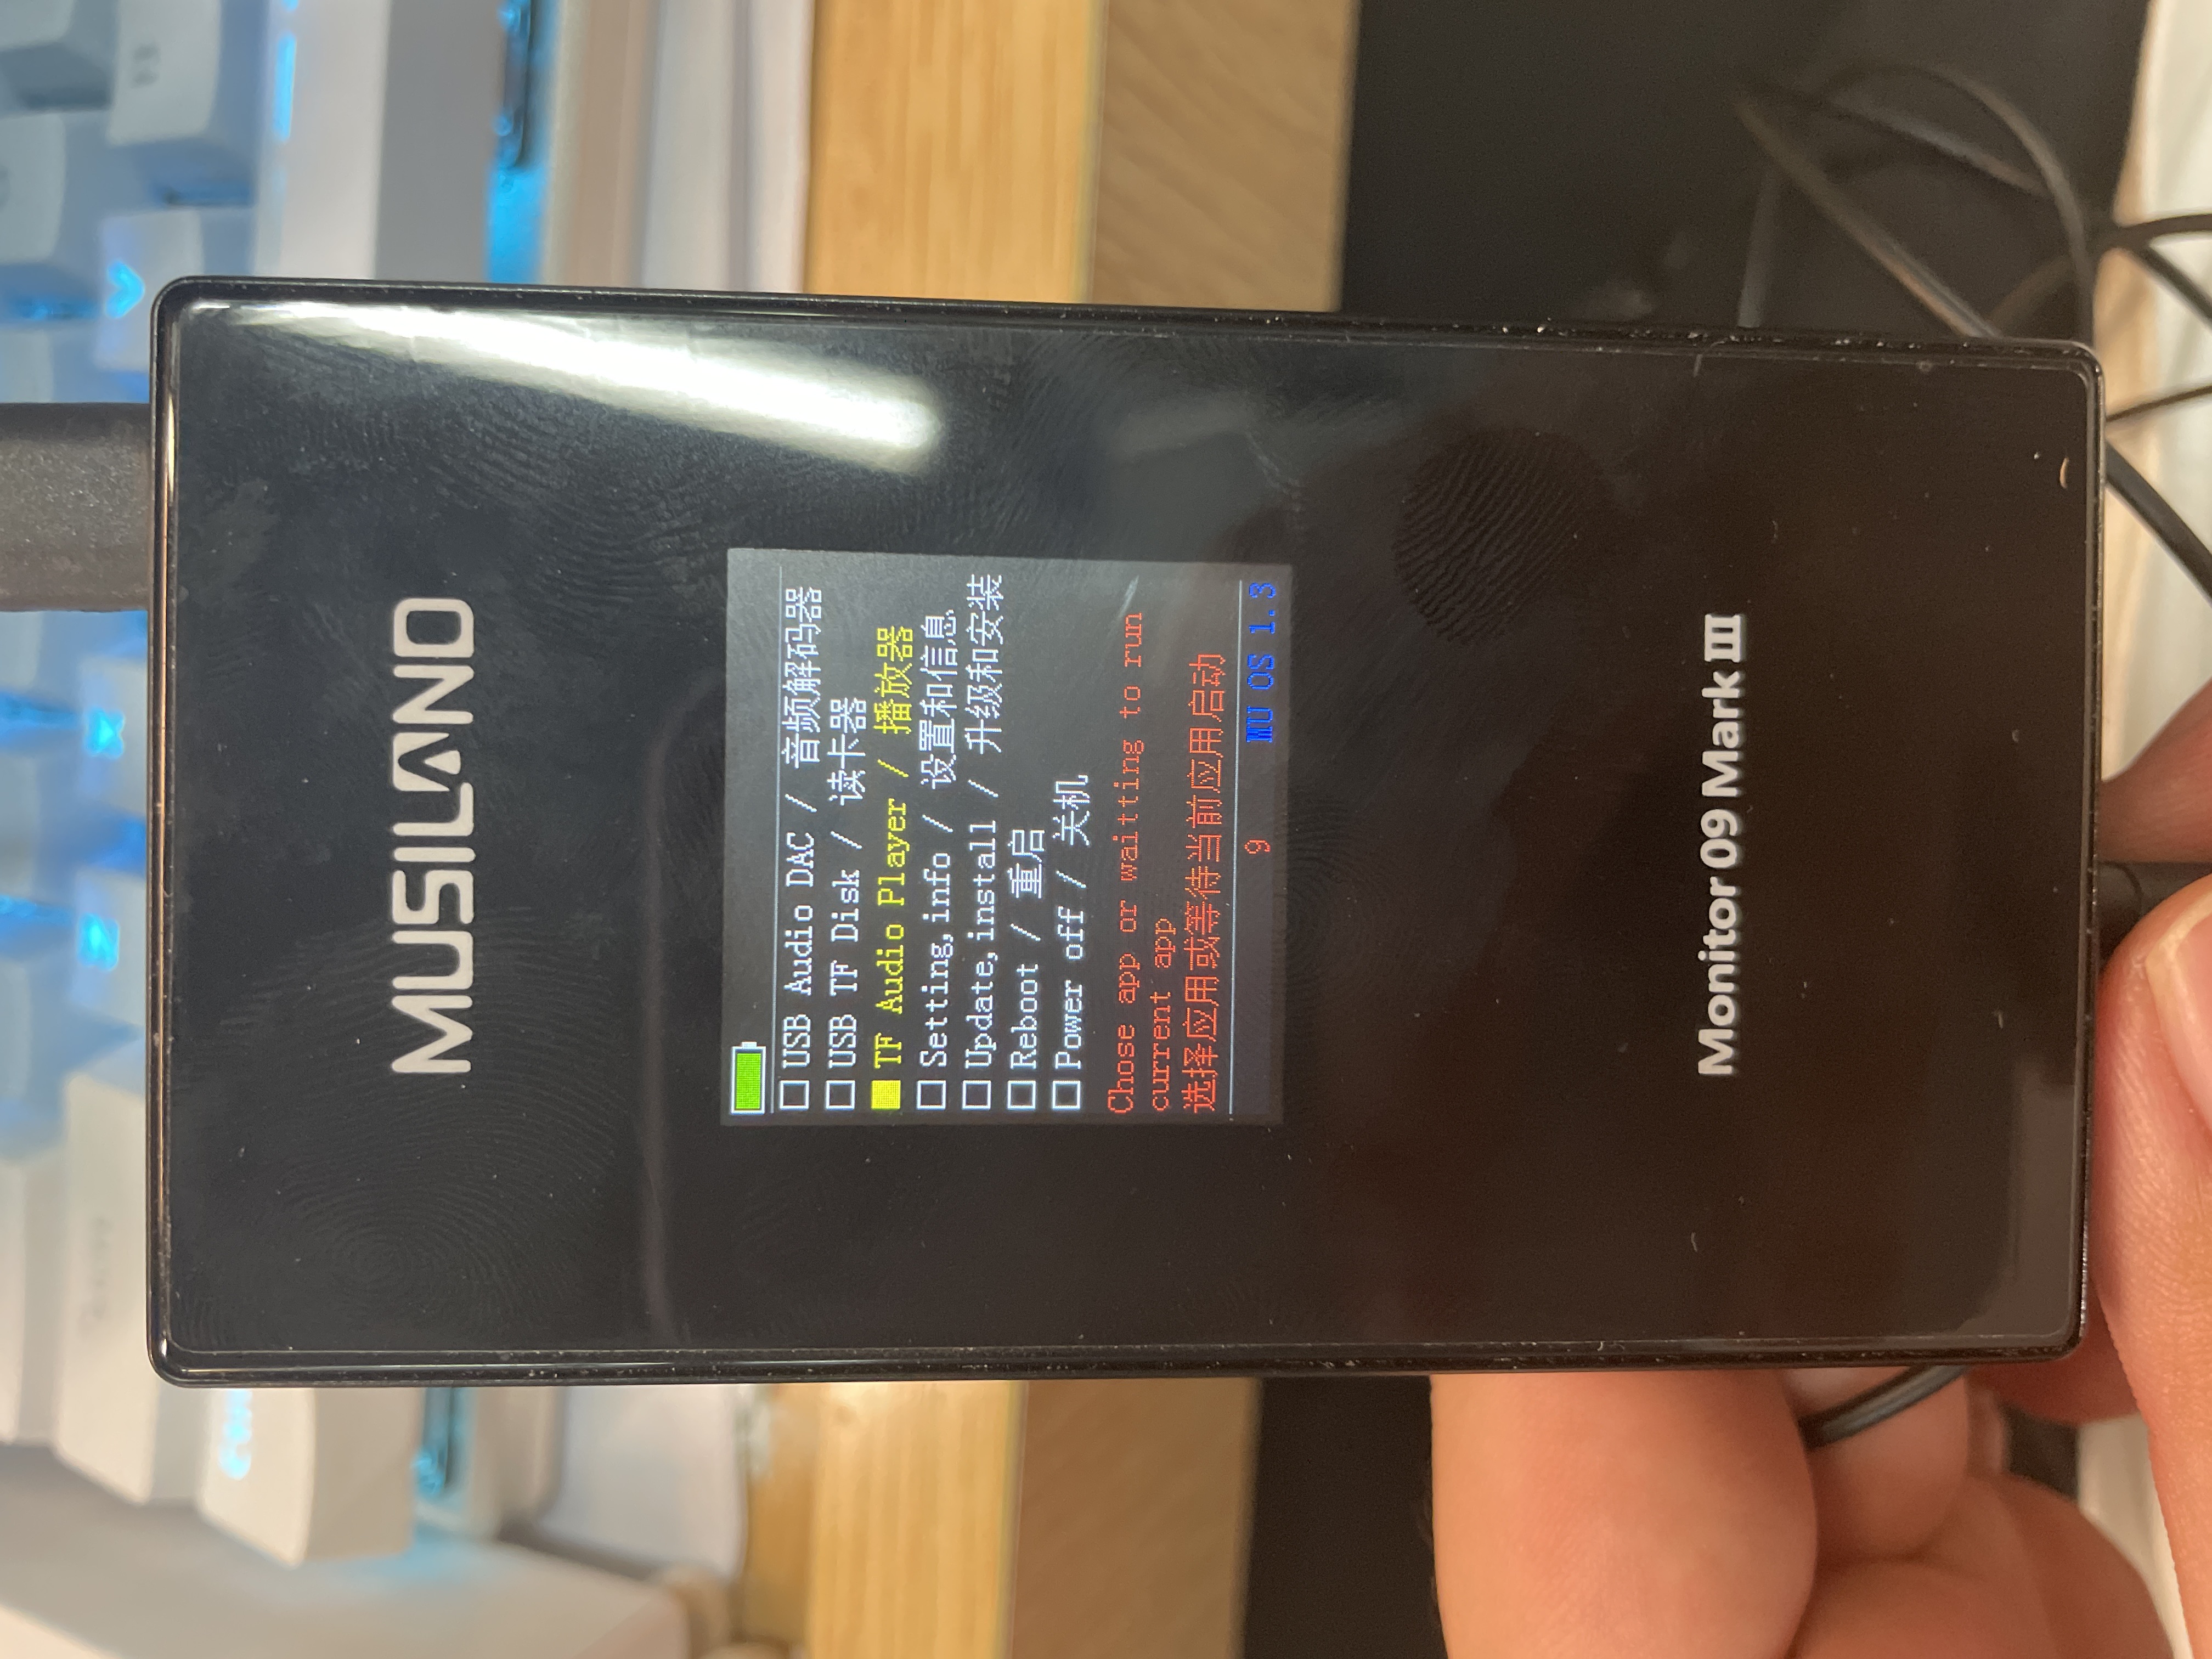 MUSILAND
USB Audio DAC / 音频解码器
USB TF Disk / 读卡器
TF Audio Player / 播放器
Setting,info / 设置和信息
Update,install / 升级和安装
Reboot / 重启
Power off / 关机
Chose app or waitting to run
current app
选择应用或等待当前应用启动
9 MU OS 1.3
Monitor 09 Mark III